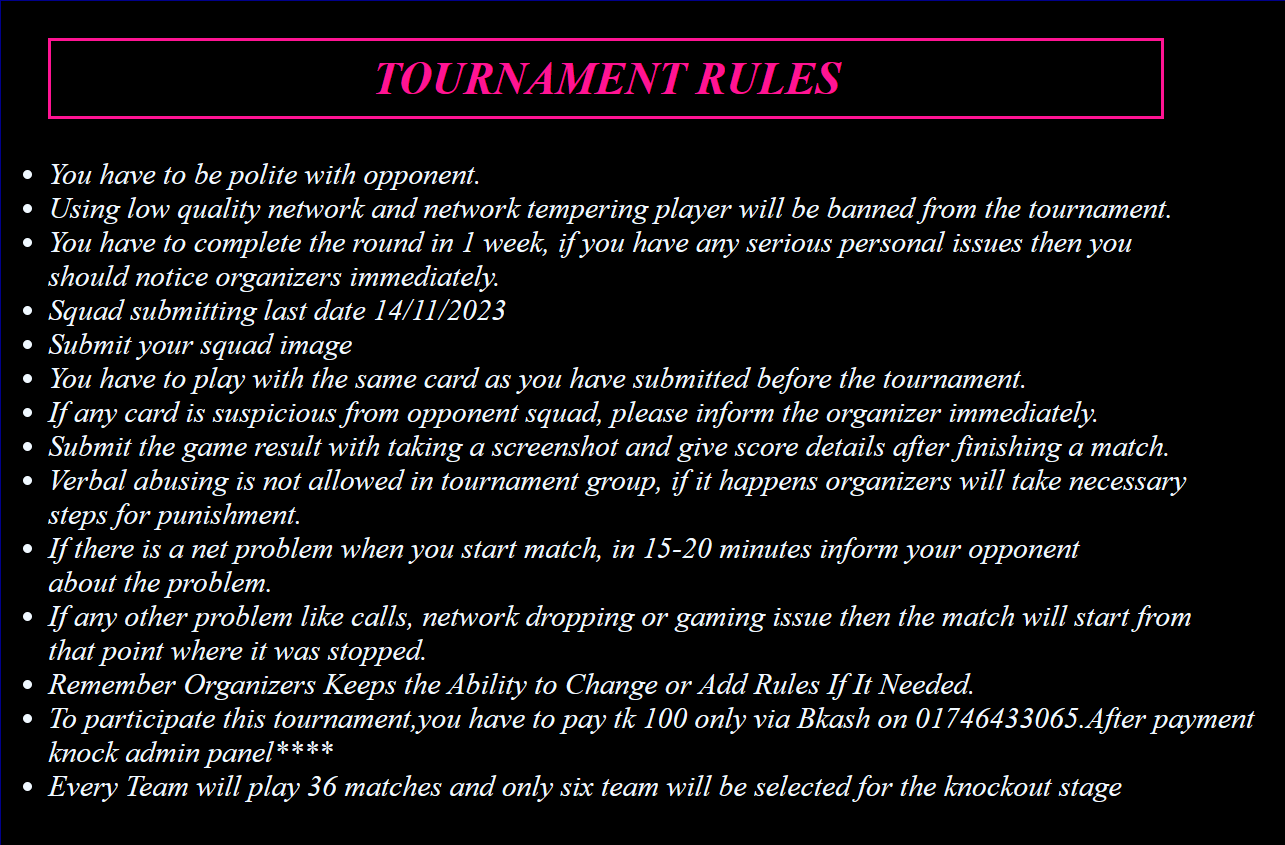 TOURNAMENT RULES
You have to be polite with opponent.
Using low quality network and network tempering player will be banned from the tournament.
You have to complete the round in 1 week, if you have any serious personal issues then you
should notice organizers immediately.
Squad submitting last date 14/11/2023
Submit your squad image
You have to play with the same card as you have submitted before the tournament.
If any card is suspicious from opponent squad, please inform the organizer immediately.
Submit the game result with taking a screenshot and give score details after finishing a match.
Verbal abusing is not allowed in tournament group, if it happens organizers will take necessary
steps for punishment.
If there is a net problem when you start match, in 15-20 minutes inform your opponent
about the problem.
If any other problem like calls, network dropping or gaming issue then the match will start from
that point where it was stopped.
Remember Organizers Keeps the Ability to Change or Add Rules If It Needed.
To participate this tournament,you have to pay tk 100 only via Bkash on 01746433065.After payment
knock admin panel****
Every Team will play 36 matches and only six team will be selected for the knockout stage